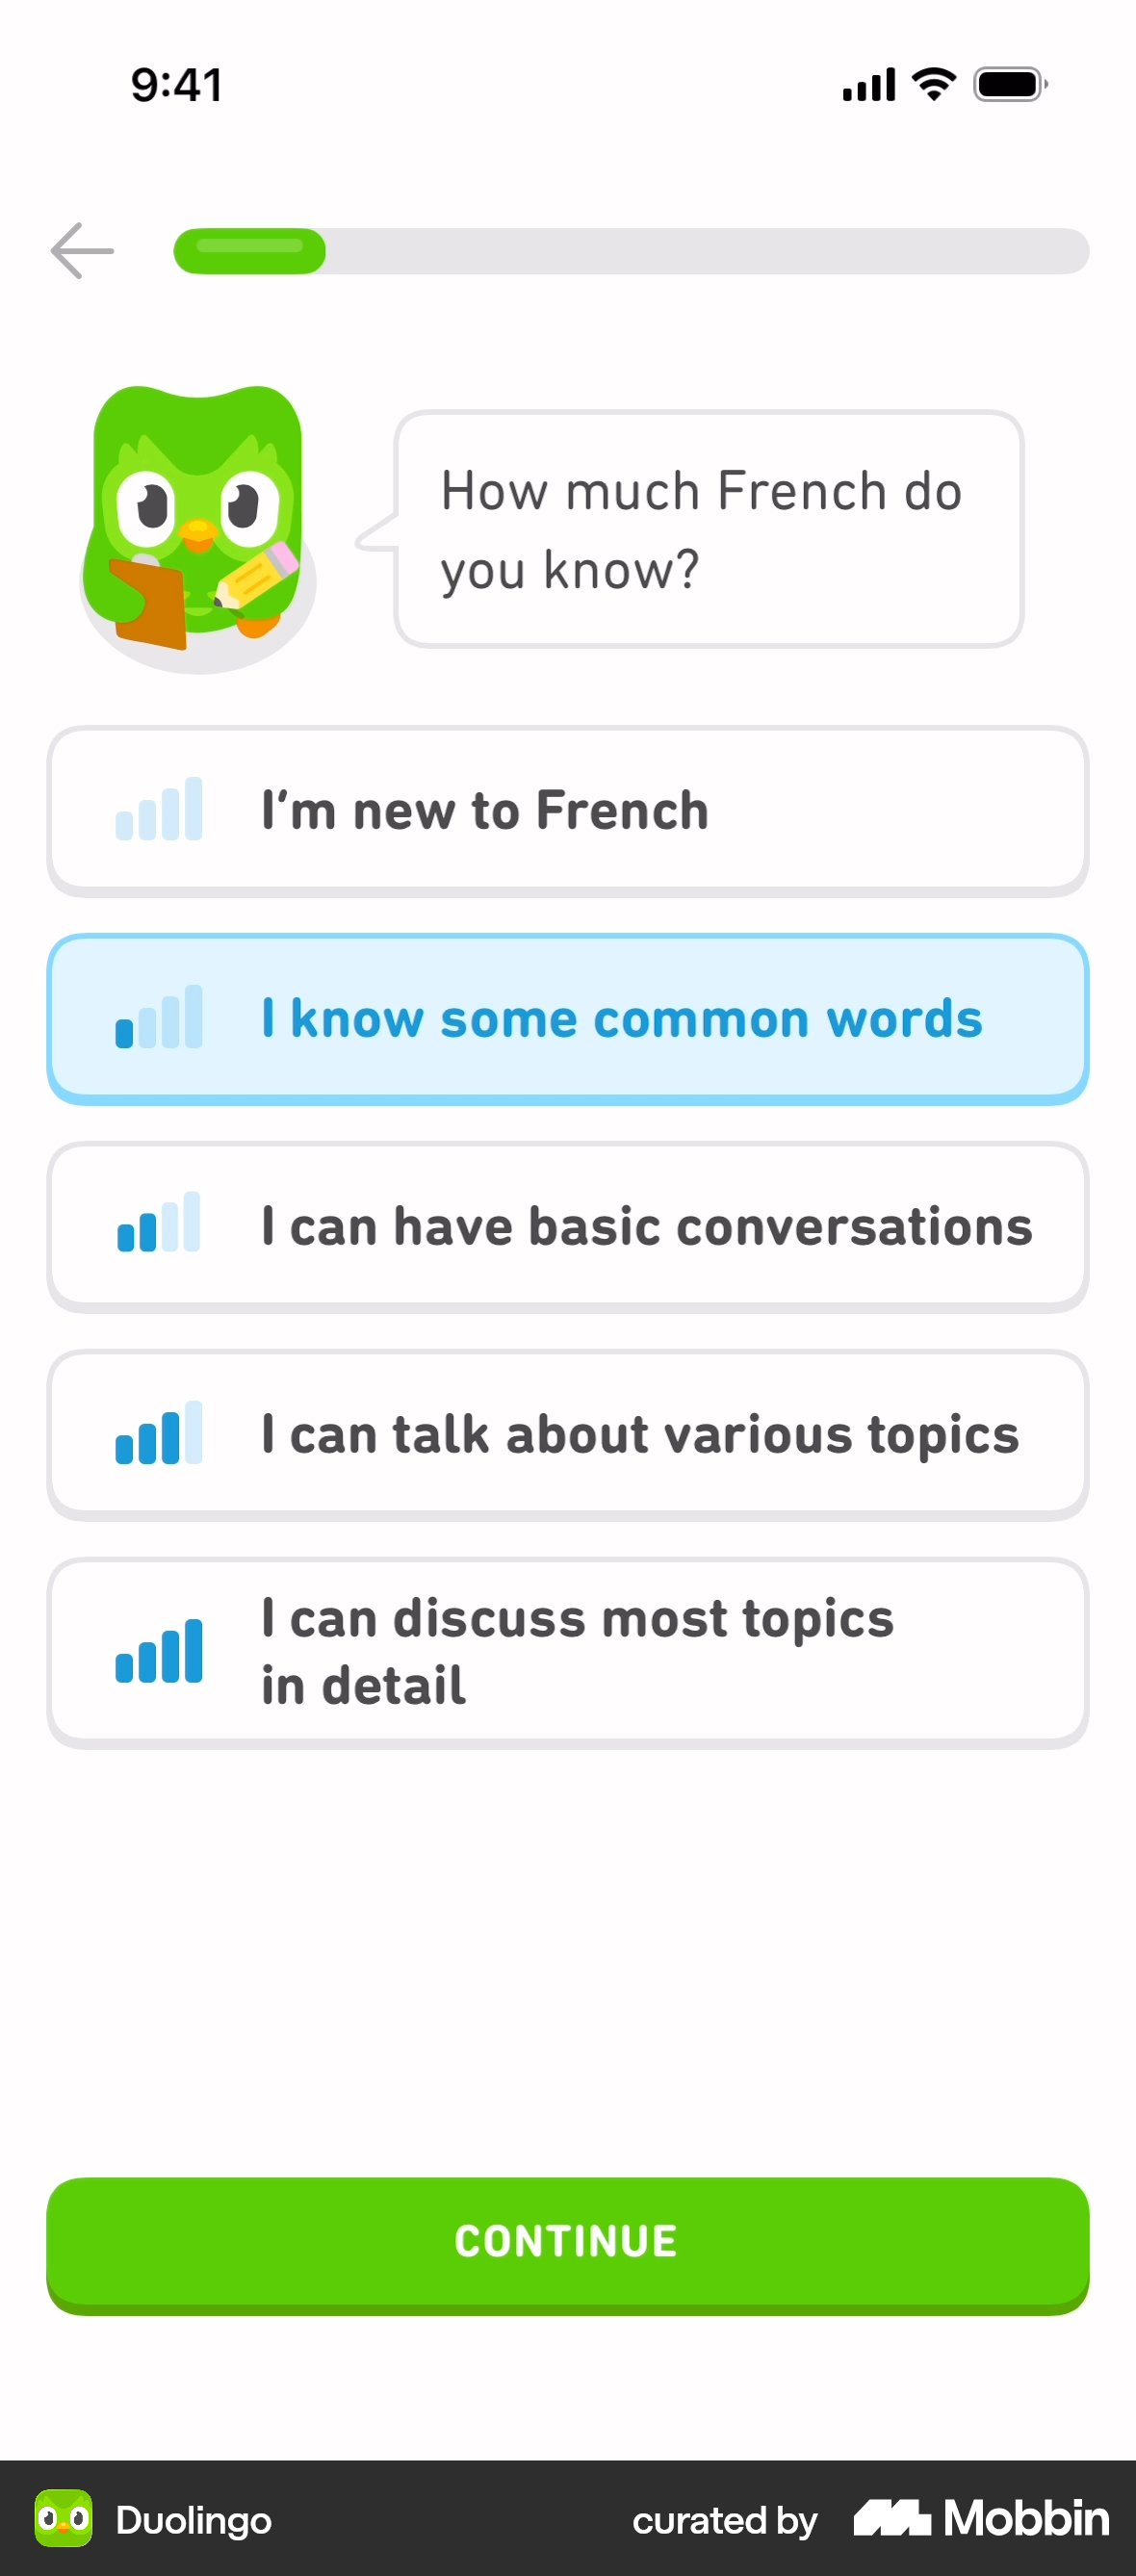 9:41
How much French do
you know?
I'm new to French
I know some common words
I can have basic conversations
I can talk about various topics
I can discuss most topics
in detail
CONTINUE
Duolingo
curated by Mobbin